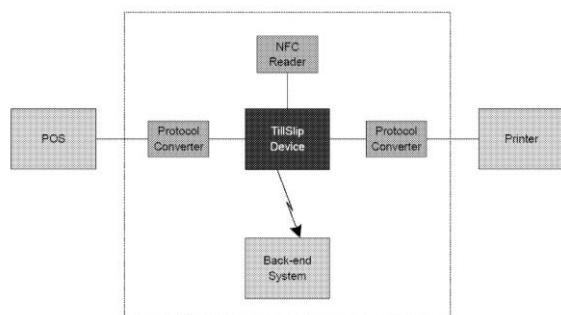 NFC
Reader
POS
Protocol
Converter
TillSlip
Device
Protocol
Converter
Printer
Back-end
System